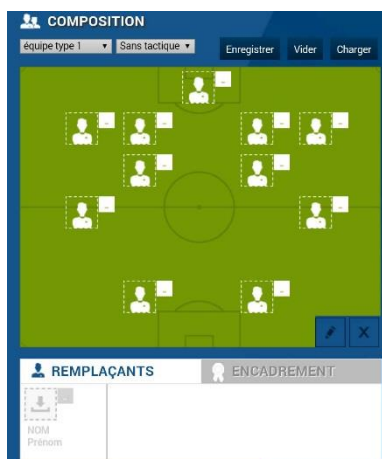 COMPOSITION
équipe type 1 Sans tactique Enregistrer Vider Charger
REMPLAÇANTS ENCADREMENT
NOM
Prénom